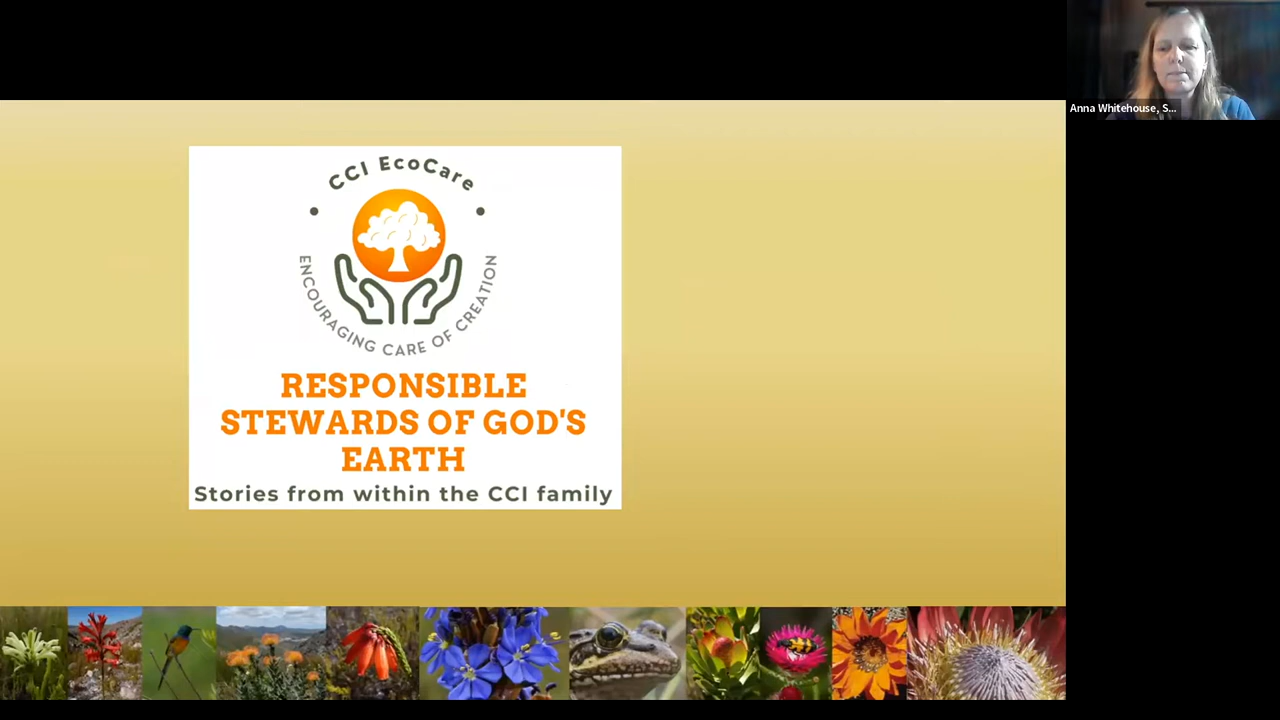 Anna Whitehouse, S...
CCI EcoCare
ENCOURAGING CARE OF CREATION
RESPONSIBLE
STEWARDS OF GOD'S
EARTH
Stories from within the CCI family